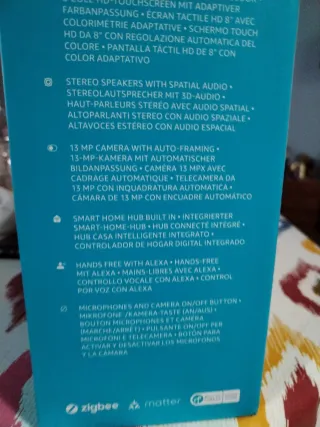 HD-TOUCHSCREEN MIT ADAPTIVER
FARBANPASSUNG • ÉCRAN TACTILE HD 8" AVEC
COLORIMÉTRIE ADAPTATIVE • SCHERMO TOUCH
HD DA 8" CON REGOLAZIONE AUTOMATICA DEL
COLORE • PANTALLA TÁCTIL HD DE 8" CON
COLOR ADAPTATIVO
STEREO SPEAKERS WITH SPATIAL AUDIO •
STEREOLAUTSPRECHER MIT 3D-AUDIO •
HAUT-PARLEURS STÉRÉO AVEC AUDIO SPATIAL •
ALTOPARLANTI STEREO CON AUDIO SPAZIALE •
ALTAVOCES ESTÉREO CON AUDIO ESPACIAL
13 MP CAMERA WITH AUTO-FRAMING •
13-MP-KAMERA MIT AUTOMATISCHER
BILDANPASSUNG • CAMÉRA 13 MPX AVEC
CADRAGE AUTOMATIQUE • TELECAMERA DA
13 MP CON INQUADRATURA AUTOMATICA •
CÁMARA DE 13 MP CON ENCUADRE AUTOMÁTICO
SMART HOME HUB BUILT IN • INTEGRIERTER
SMART-HOME-HUB • HUB CONNECTÉ INTÉGRÉ •
HUB CASA INTELLIGENTE INTEGRATO •
CONTROLADOR DE HOGAR DIGITAL INTEGRADO
HANDS FREE WITH ALEXA • HANDS-FREE
MIT ALEXA • MAINS-LIBRES AVEC ALEXA •
CONTROLLO VOCALE CON ALEXA • CONTROL
POR VOZ CON ALEXA
MICROPHONES AND CAMERA ON/OFF BUTTON •
MIKROFONE-/KAMERA-TASTE (AN/AUS) •
BOUTON MICROPHONES ET CAMÉRA
(MARCHE/ARRÊT) • PULSANTE ON/OFF PER
MICROFONI E TELECAMERA • BOTÓN PARA
ACTIVAR Y DESACTIVAR LOS MICRÓFONOS
Y LA CÁMARA
zigbee matter